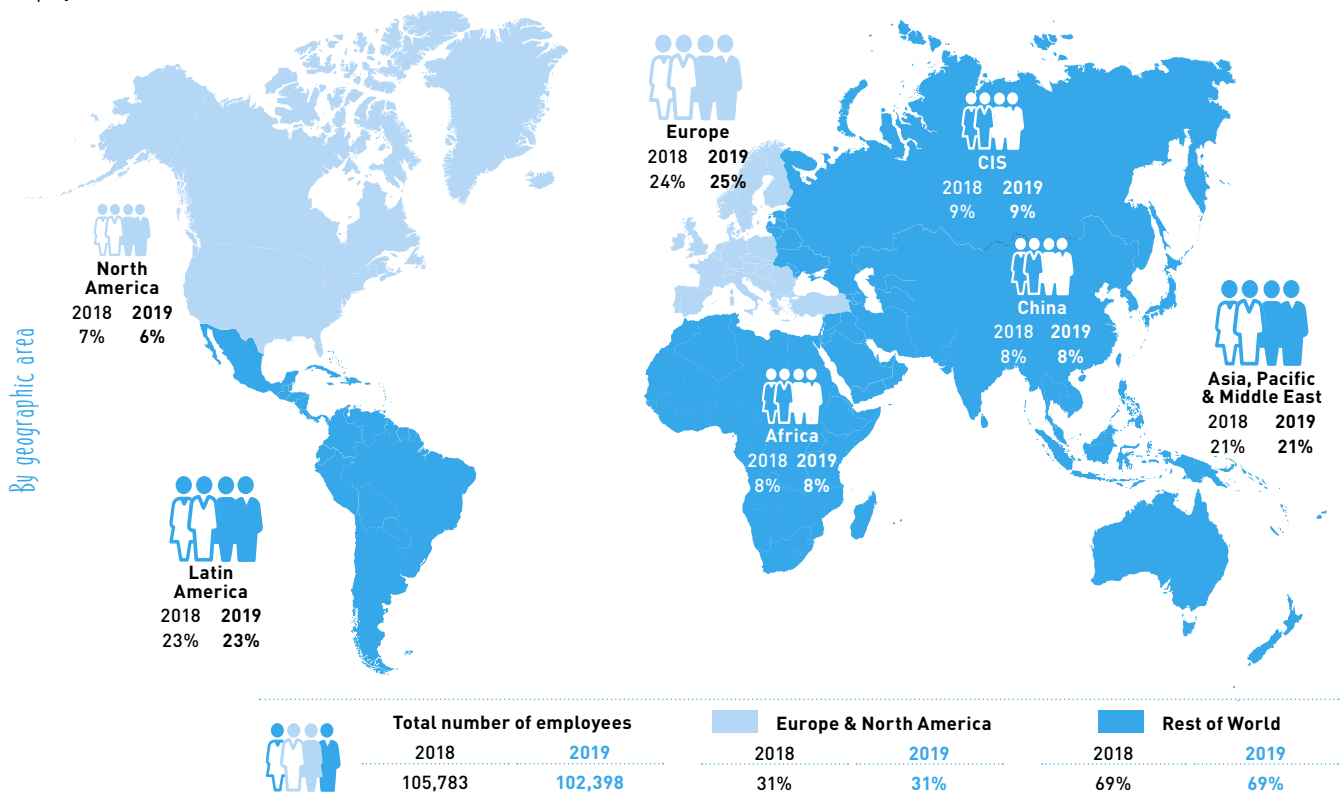 By geographic area
Europe
2018 2019
24% 25%
CIS
2018 2019
9% 9%
North
America
2018 2019
7% 6%
China
2018 2019
8% 8%
Asia, Pacific
& Middle East
2018 2019
21% 21%
Africa
2018 2019
8% 8%
Latin
America
2018 2019
23% 23%
Total number of employees
2018 2019
105,783 102,398
Europe & North America
2018 2019
31% 31%
Rest of World
2018 2019
69% 69%